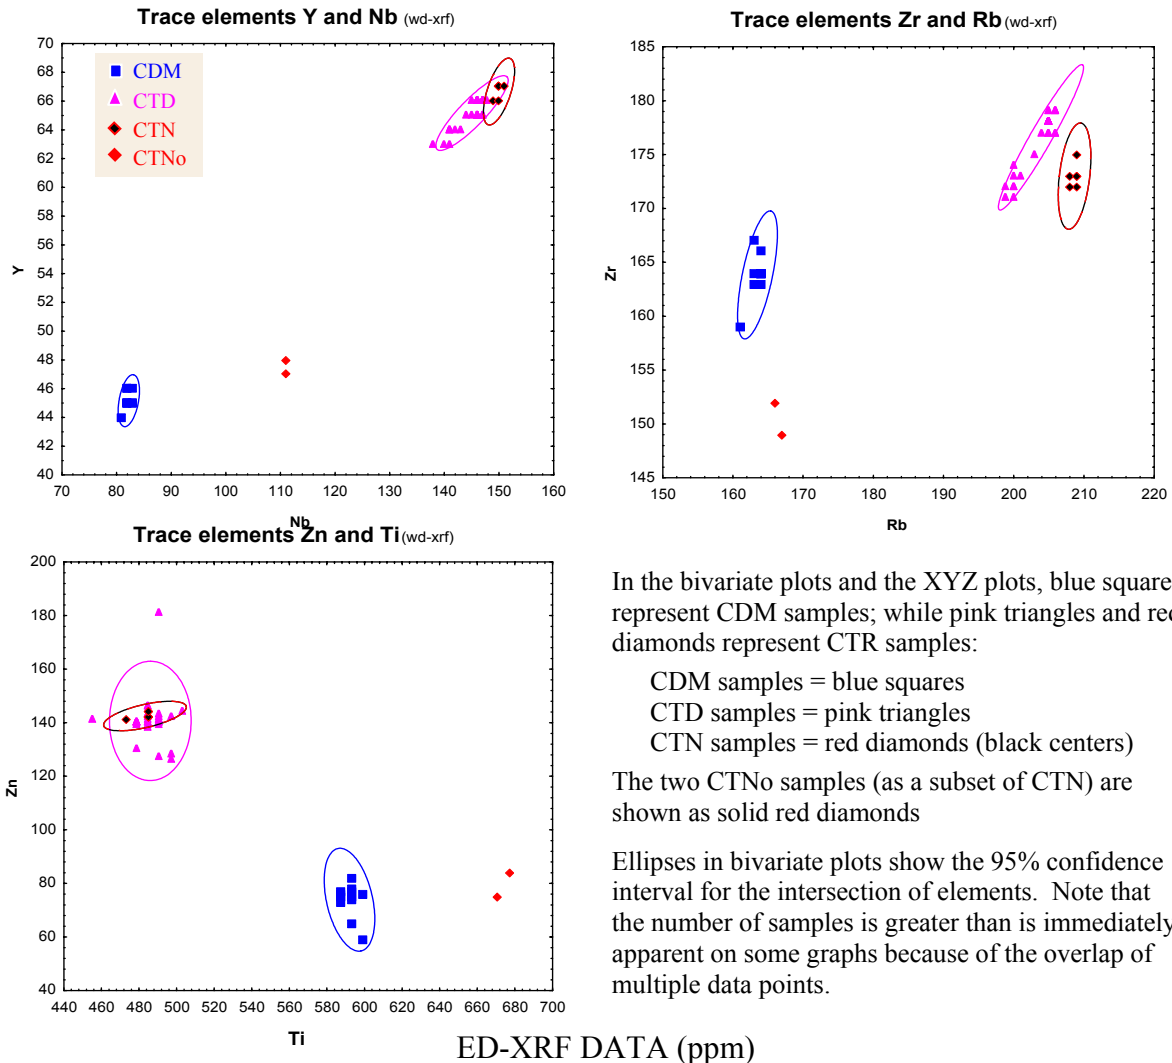 Trace elements Y and Nb (wd-xrf)
70
68
66
64
62
60
58
56
54
52
50
48
46
44
42
40
Y
CDM
CTD
CTN
CTNo
70 80 90 100 110 120 130 140 150 160
Nb
Trace elements Zr and Rb (wd-xrf)
185
180
175
170
165
160
155
150
145
Zr
150 160 170 180 190 200 210 220
Rb
Trace elements Zn and Ti (wd-xrf)
200
180
160
140
120
100
80
60
40
Zn
440 460 480 500 520 540 560 580 600 620 640 660 680 700
Ti
In the bivariate plots and the XYZ plots, blue square
represent CDM samples; while pink triangles and re
diamonds represent CTR samples:
CDM samples = blue squares
CTD samples = pink triangles
CTN samples = red diamonds (black centers)
The two CTNo samples (as a subset of CTN) are
shown as solid red diamonds
Ellipses in bivariate plots show the 95% confidence
interval for the intersection of elements. Note that
the number of samples is greater than is immediately
apparent on some graphs because of the overlap of
multiple data points.
ED-XRF DATA (ppm)